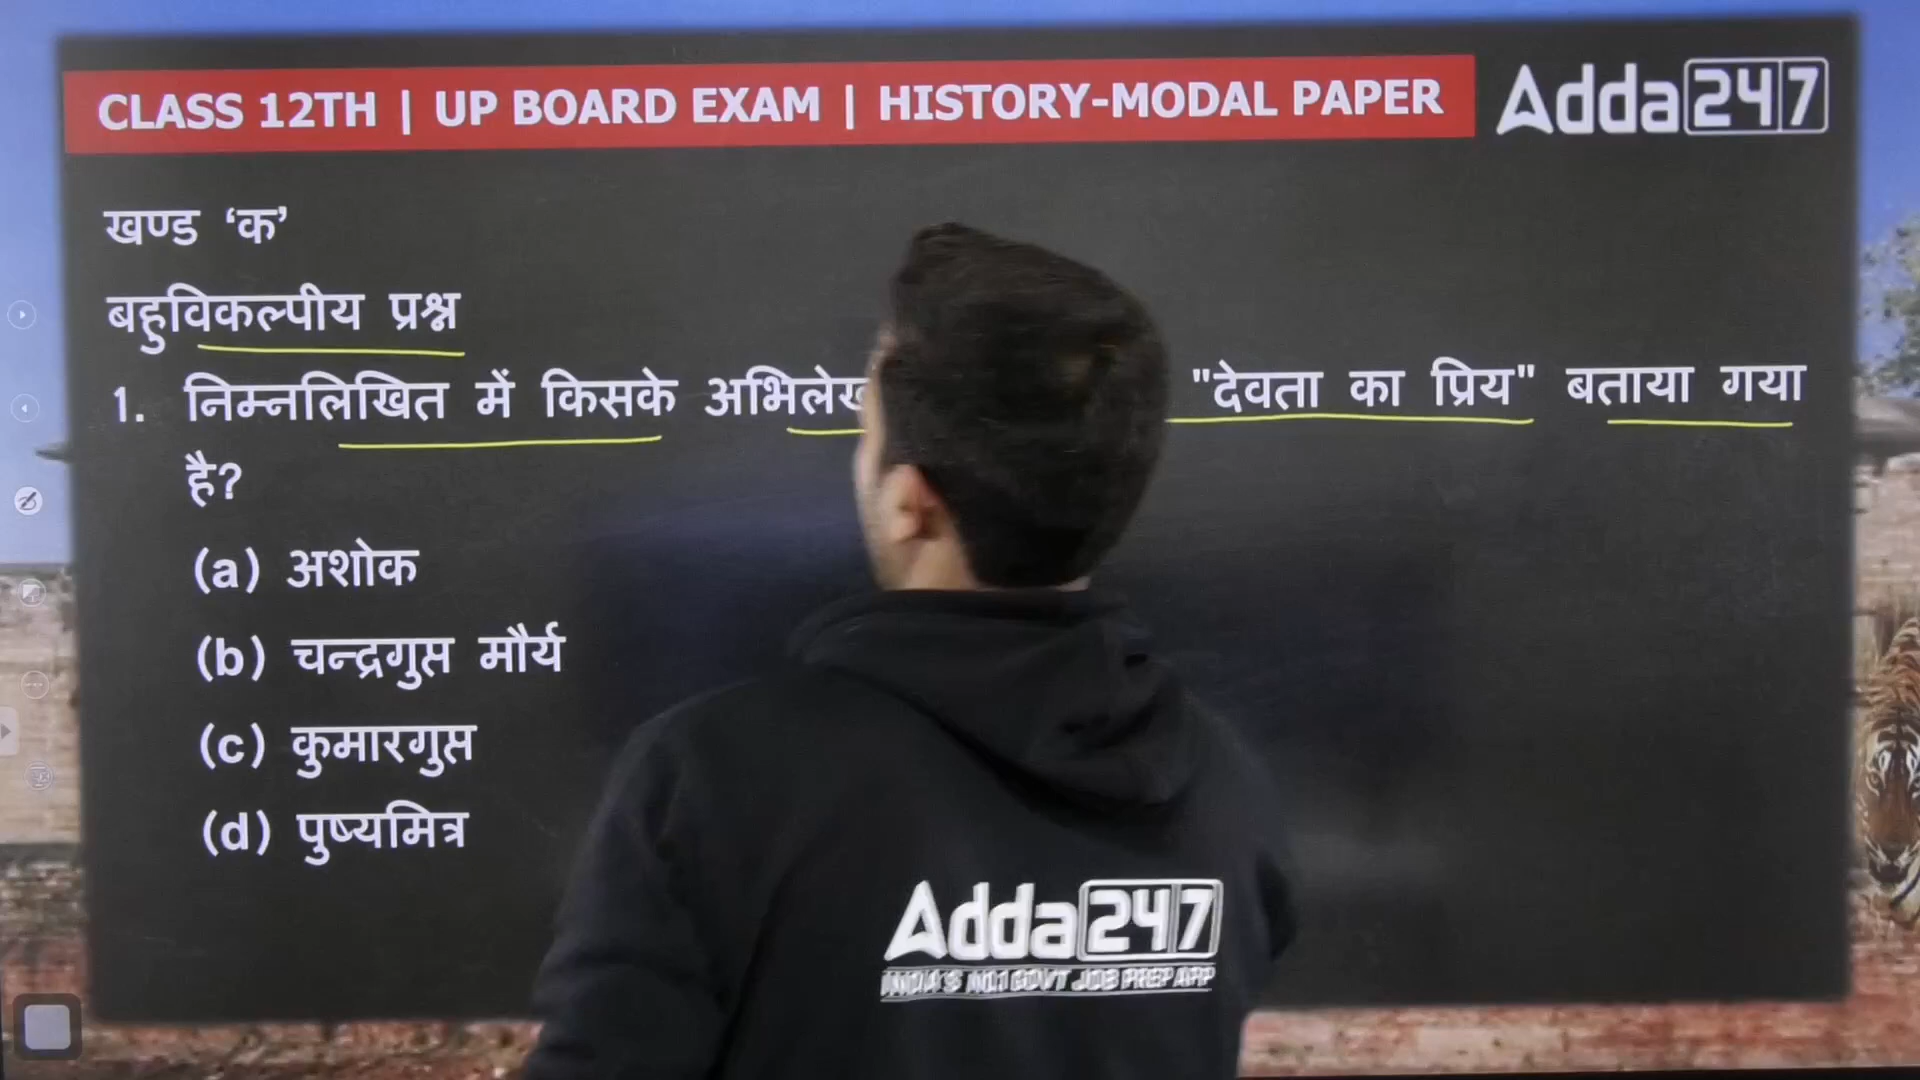 CLASS 12TH | UP BOARD EXAM | HISTORY-MODAL PAPER
Adda247
खण्ड ‘क’
बहुविकल्पीय प्रश्न
1. निम्नलिखित में किसके "देवता का प्रिय" बताया गया
है?
(a) अशोक
(b) चन्द्रगुप्त मौर्य
(c) कुमारगुप्त
(d) पुष्यमित्र
Adda247
INDIA'S NO.1 GOVT JOB PREP APP